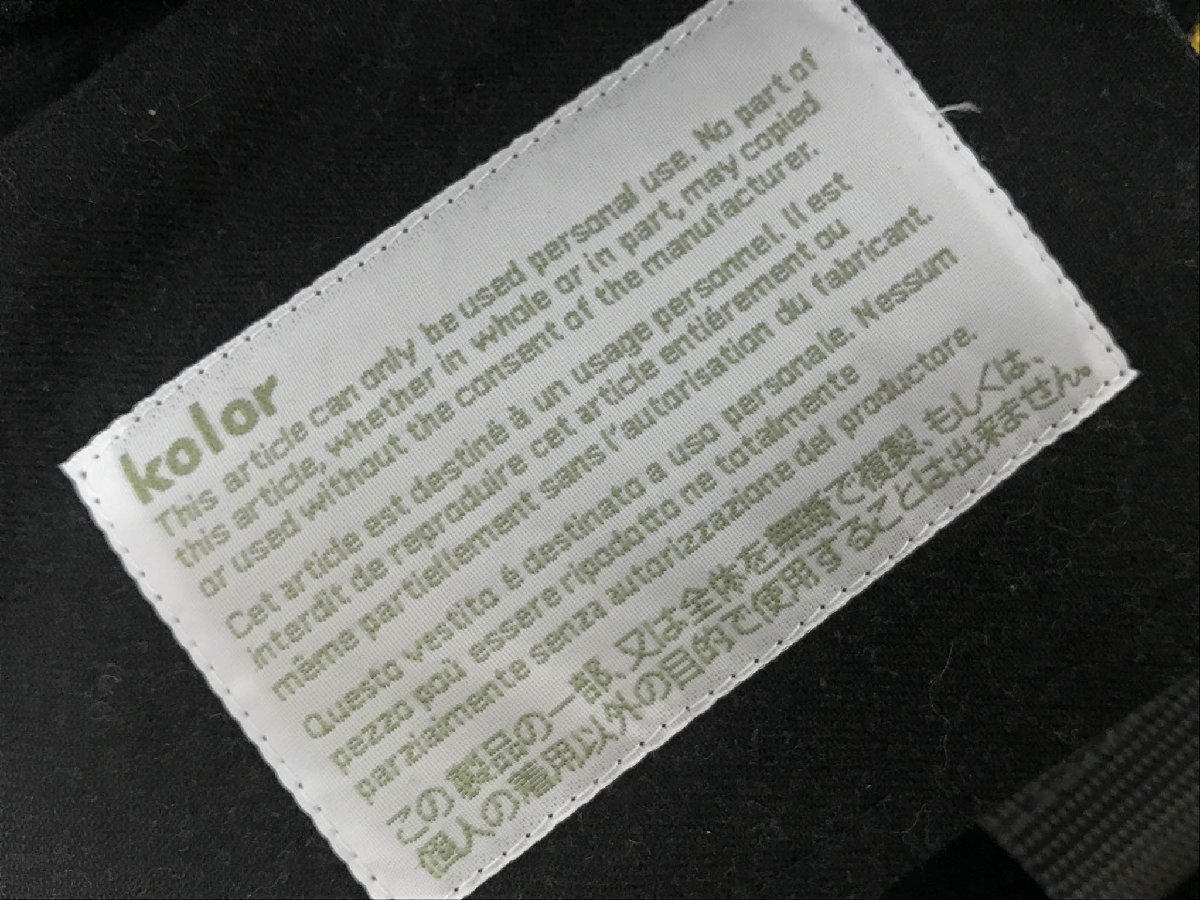 kolor
This article can only be used personal use. No part of
this article, whether in whole or in part, may copied
or used without the consent of the manufacturer.
Cet article est destiné à un usage personnel. Il est
interdit de reproduire cet article entiérement ou
même partiellement sans l'autorisation du fabricant.
Questo vestito é destinato a uso personale. Nessum
pezzo poù essere ripodotto ne totalmente
parziamente senza autorizzazione del productore.
この製品の一部、又は全体を無断で複製、もしくは、
個人の着用以外の目的で使用することは出来ません。